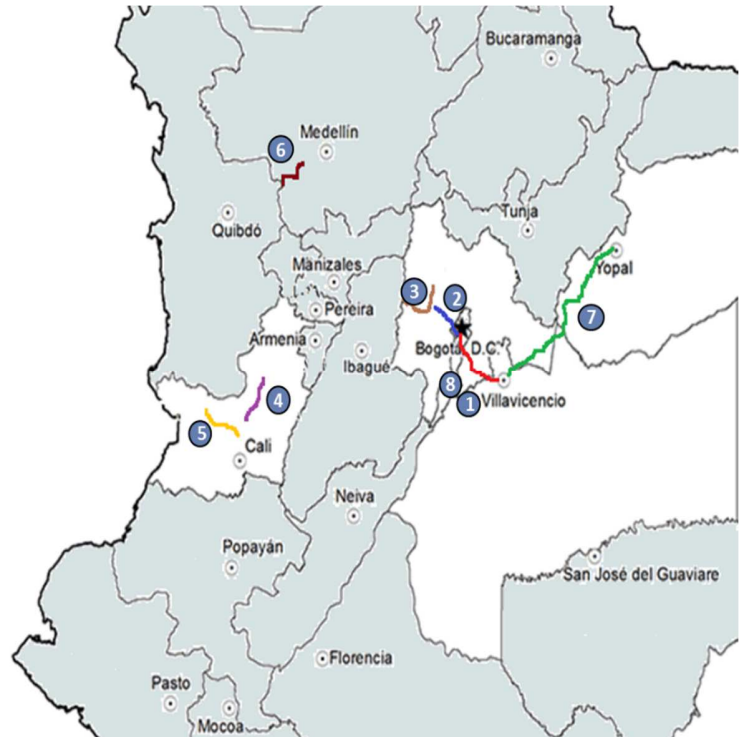 Bucaramanga
Medellín
6
Quibdó
Tunja
Yopal
Manizales
3
2
7
Pereira
Armenia
Bogotá, D.C.
Ibagué
8
1
Villavicencio
4
5
Cali
Neiva
Popayán
San José del Guaviare
Florencia
Pasto
Mocoa